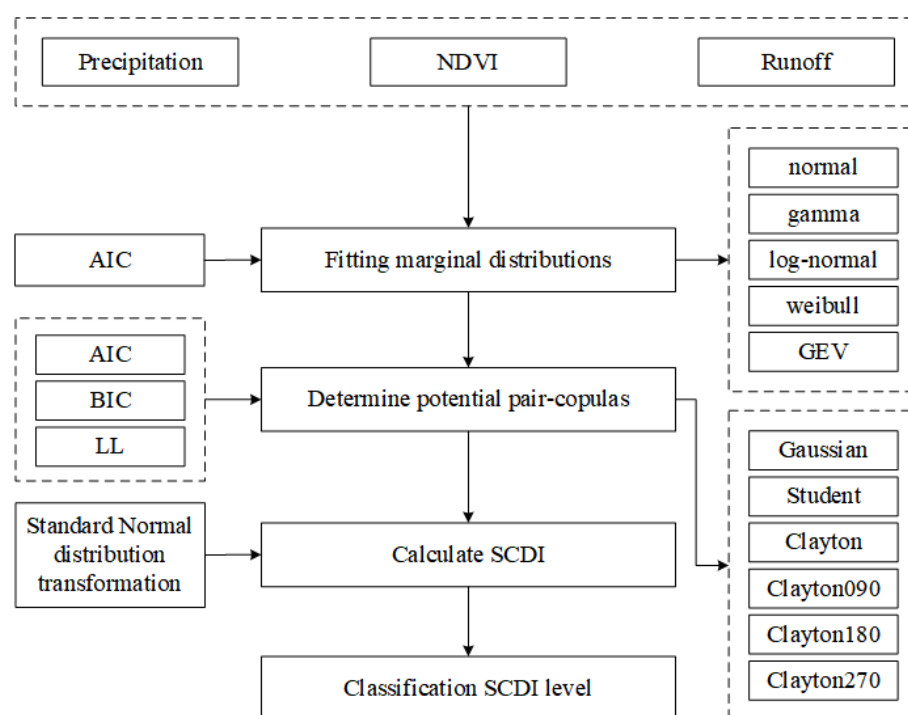 Precipitation
NDVI
Runoff
normal
gamma
log-normal
weibull
GEV
AIC
Fitting marginal distributions
AIC
BIC
LL
Determine potential pair-copulas
Gaussian
Student
Clayton
Clayton090
Clayton180
Clayton270
Standard Normal
distribution
transformation
Calculate SCDI
Classification SCDI level